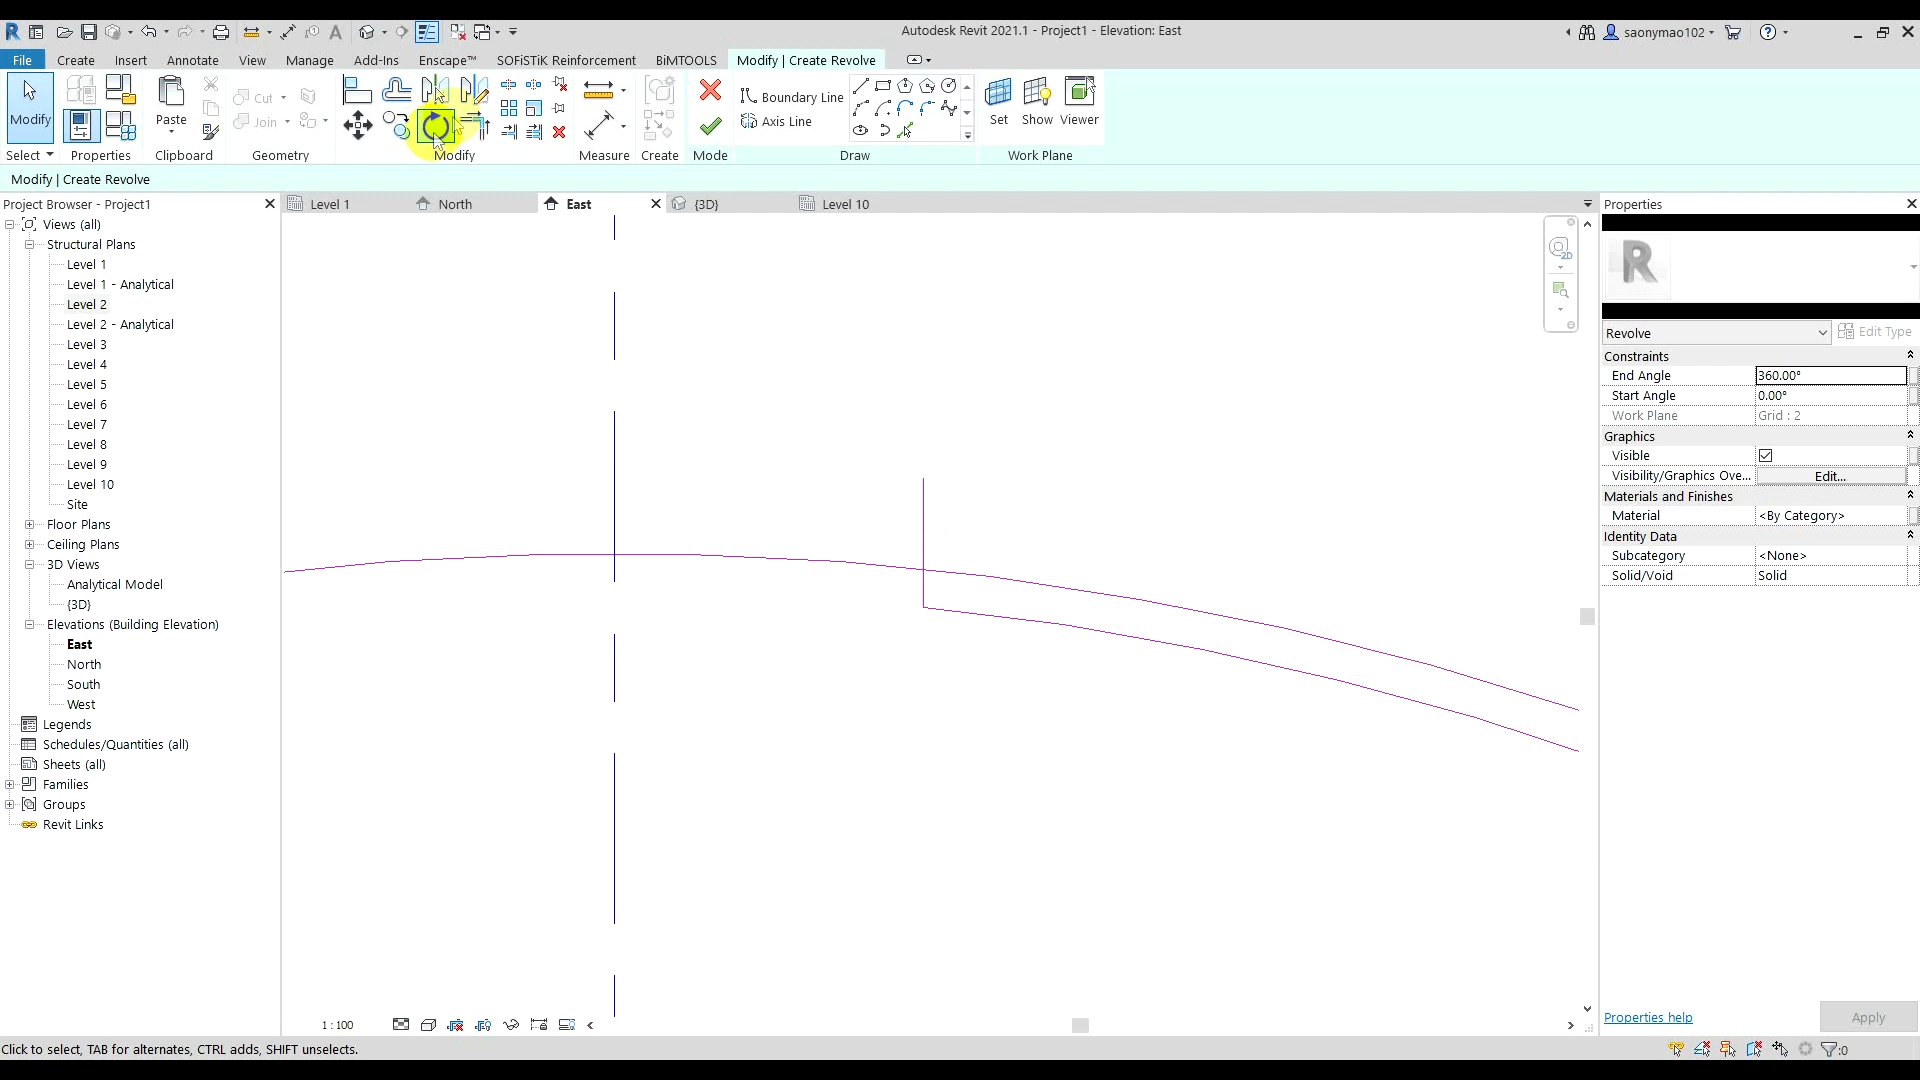 Autodesk Revit 2021.1 - Project1 - Elevation: East
saonymao102
File
Create
Insert
Annotate
View
Manage
Add-Ins
Enscape™
SOFiSTiK Reinforcement
BiMTOOLS
Modify | Create Revolve
Modify
Paste
Cut
Join
Boundary Line
Axis Line
Set
Show
Viewer
Select
Properties
Clipboard
Geometry
Modify
Measure
Create
Mode
Draw
Work Plane
Modify | Create Revolve
Project Browser - Project1
Views (all)
Structural Plans
Level 1
Level 1 - Analytical
Level 2
Level 2 - Analytical
Level 3
Level 4
Level 5
Level 6
Level 7
Level 8
Level 9
Level 10
Site
Floor Plans
Ceiling Plans
3D Views
Analytical Model
{3D}
Elevations (Building Elevation)
East
North
South
West
Legends
Schedules/Quantities (all)
Sheets (all)
Families
Groups
Revit Links
Level 1
North
East
{3D}
Level 10
2D
1 : 100
Properties
R
Revolve
Edit Type
Constraints
End Angle 360.00°
Start Angle 0.00°
Work Plane Grid : 2
Graphics
Visible
Visibility/Graphics Ove... Edit...
Materials and Finishes
Material <By Category>
Identity Data
Subcategory <None>
Solid/Void Solid
Properties help
Apply
Click to select, TAB for alternates, CTRL adds, SHIFT unselects.
:0